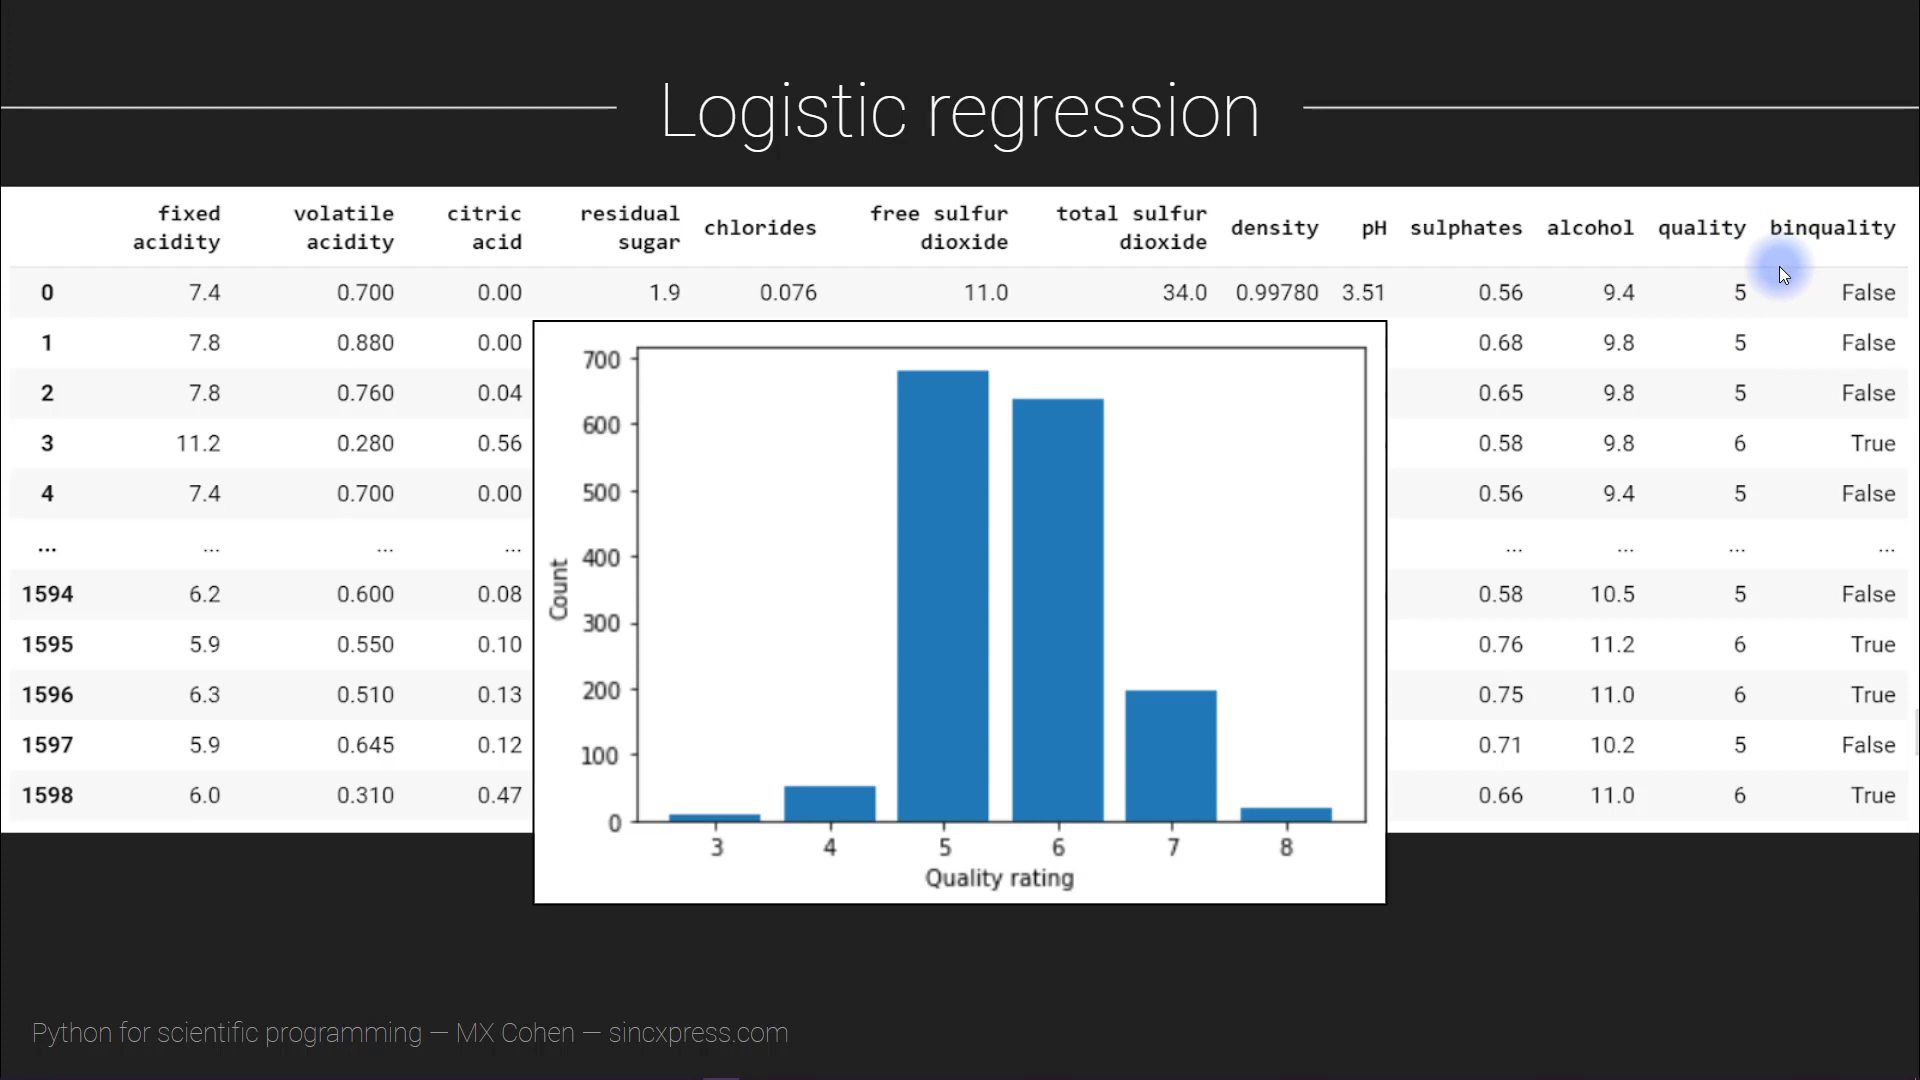 Logistic regression
fixed acidity volatile acidity citric acid residual sugar chlorides free sulfur dioxide total sulfur dioxide density pH sulphates alcohol quality binquality
0 7.4 0.700 0.00 1.9 0.076 11.0 34.0 0.99780 3.51 0.56 9.4 5 False
1 7.8 0.880 0.00 0.68 9.8 5 False
2 7.8 0.760 0.04 0.65 9.8 5 False
3 11.2 0.280 0.56 0.58 9.8 6 True
4 7.4 0.700 0.00 0.56 9.4 5 False
... ... ... ... ... ... ... ...
1594 6.2 0.600 0.08 0.58 10.5 5 False
1595 5.9 0.550 0.10 0.76 11.2 6 True
1596 6.3 0.510 0.13 0.75 11.0 6 True
1597 5.9 0.645 0.12 0.71 10.2 5 False
1598 6.0 0.310 0.47 0.66 11.0 6 True
700
600
500
400
300
200
100
0
Count
3 4 5 6 7 8
Quality rating
Python for scientific programming — MX Cohen — sincxpress.com